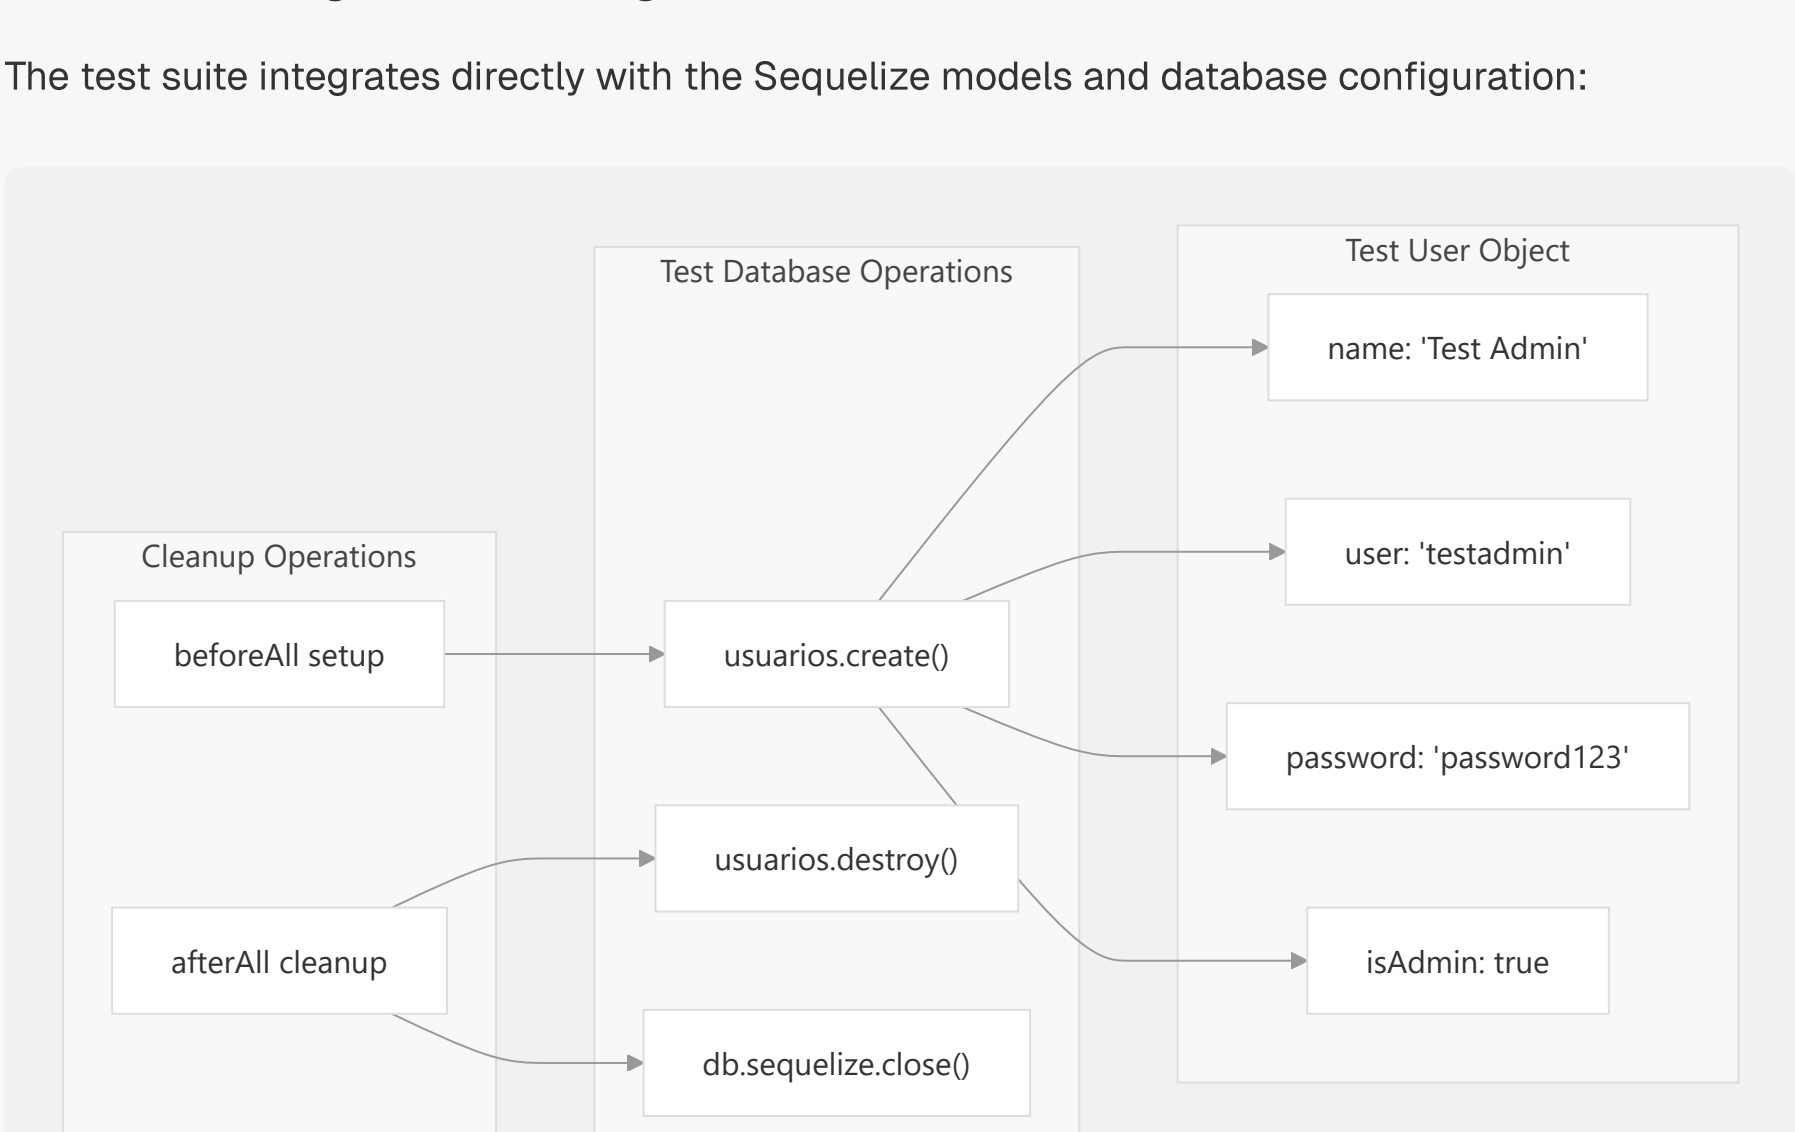 The test suite integrates directly with the Sequelize models and database configuration:
Test User Object
Test Database Operations
name: 'Test Admin'
user: 'testadmin'
Cleanup Operations
beforeAll setup
usuarios.create()
password: 'password123'
usuarios.destroy()
afterAll cleanup
isAdmin: true
db.sequelize.close()